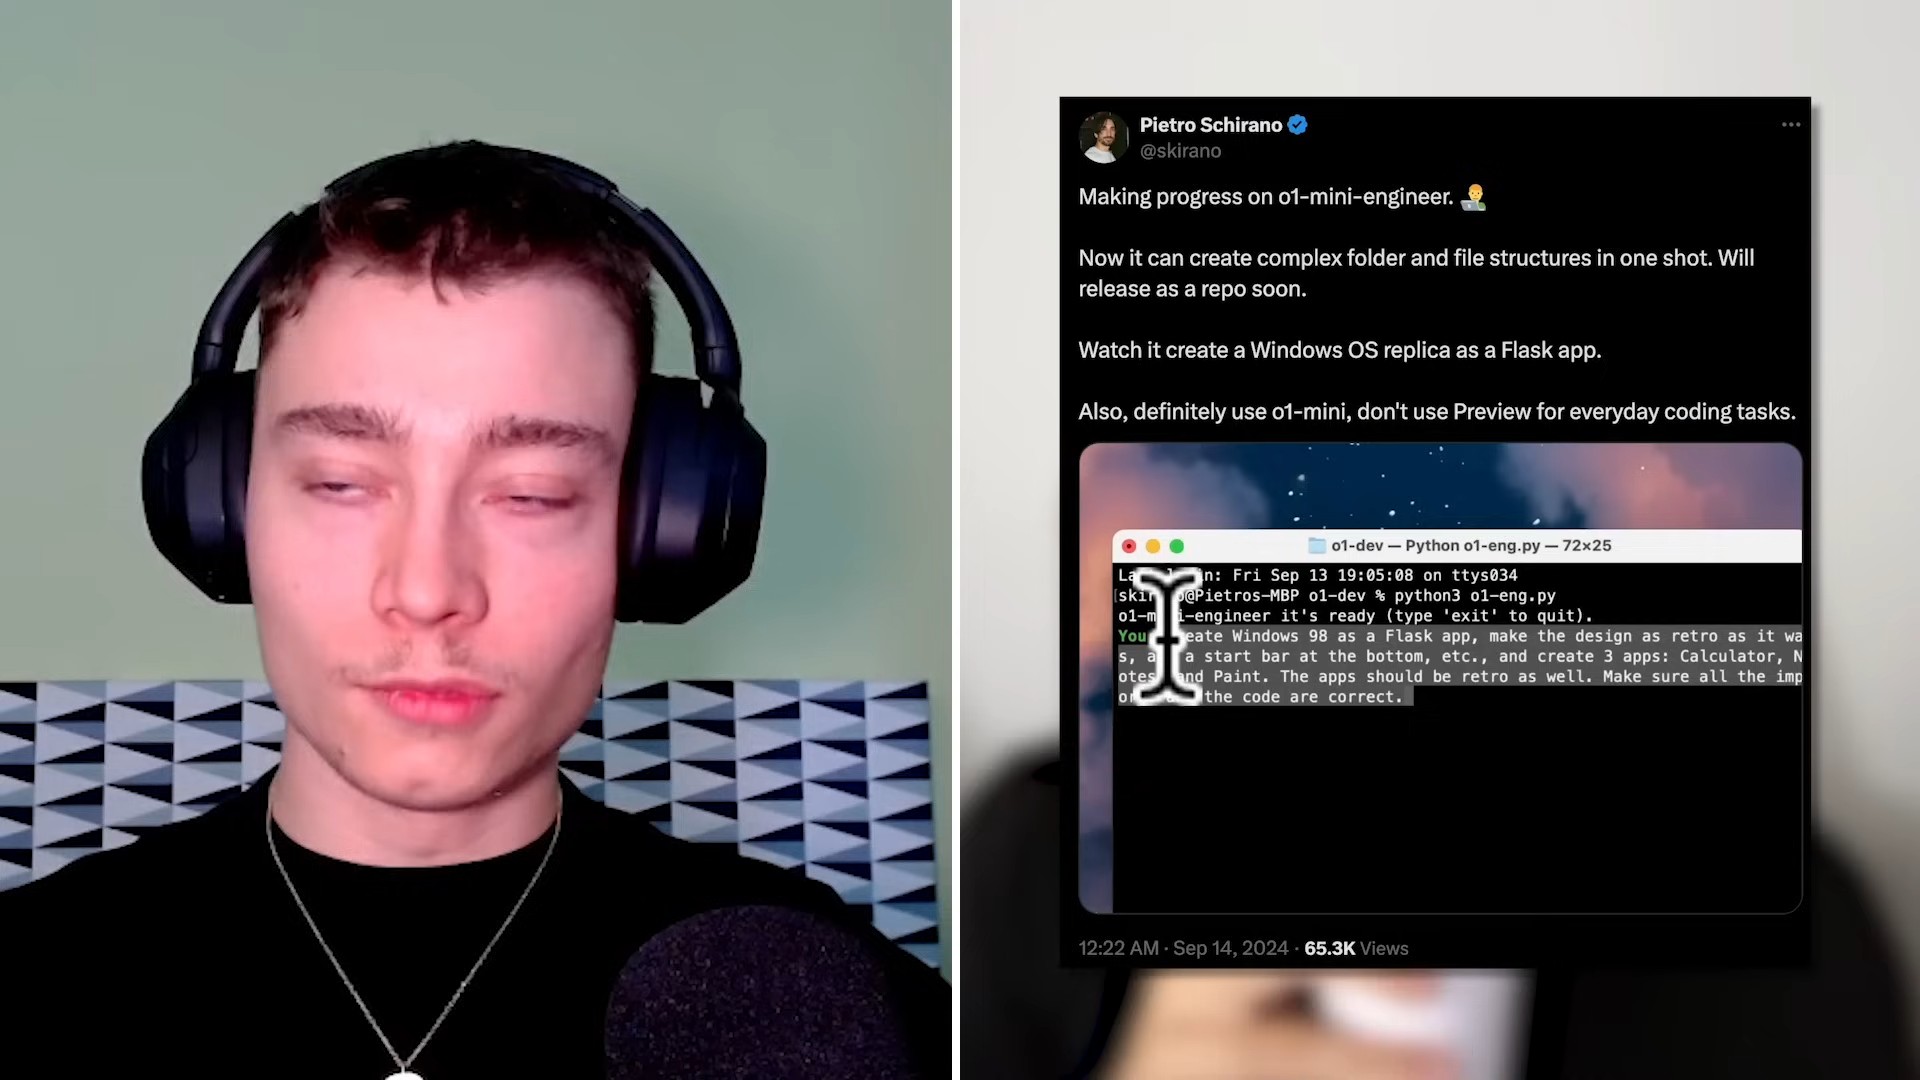 Pietro Schirano
@skirano
Making progress on o1-mini-engineer.
Now it can create complex folder and file structures in one shot. Will
release as a repo soon.
Watch it create a Windows OS replica as a Flask app.
Also, definitely use o1-mini, don't use Preview for everyday coding tasks.
o1-dev — Python o1-eng.py — 72×25
in: Fri Sep 13 19:05:08 on ttys034
@Pietros-MBP o1-dev % python3 o1-eng.py
-engineer it's ready (type 'exit' to quit).
You eate Windows 98 as a Flask app, make the design as retro as it wa
s, a a start bar at the bottom, etc., and create 3 apps: Calculator, N
otes and Paint. The apps should be retro as well. Make sure all the imp
the code are correct.
12:22 AM · Sep 14, 2024 · 65.3K Views